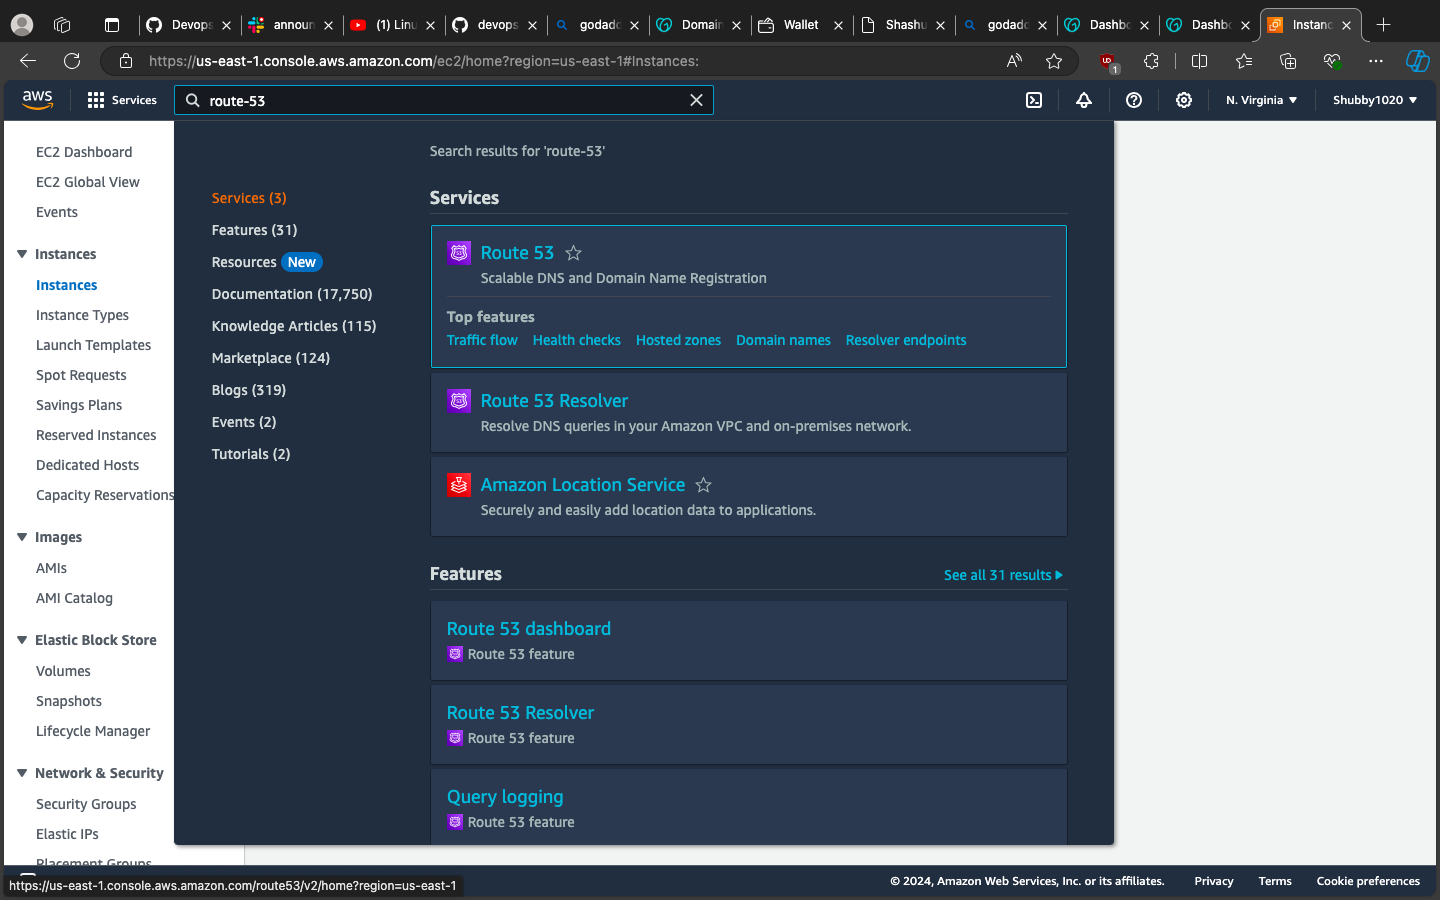 Devops
announ
(1) Linu
devops
godadd
Domain
Wallet
Shashu
godadd
Dashbo
Dashbo
Instanc
https://us-east-1.console.aws.amazon.com/ec2/home?region=us-east-1#Instances:
1
aws
Services
route-53
N. Virginia
Shubby1020
EC2 Dashboard
EC2 Global View
Events
Instances
Instances
Instance Types
Launch Templates
Spot Requests
Savings Plans
Reserved Instances
Dedicated Hosts
Capacity Reservations
Images
AMIs
AMI Catalog
Elastic Block Store
Volumes
Snapshots
Lifecycle Manager
Network & Security
Security Groups
Elastic IPs
Placement Groups
Services (3)
Features (31)
Resources New
Documentation (17,750)
Knowledge Articles (115)
Marketplace (124)
Blogs (319)
Events (2)
Tutorials (2)
Search results for 'route-53'
Services
Route 53
Scalable DNS and Domain Name Registration
Top features
Traffic flow Health checks Hosted zones Domain names Resolver endpoints
Route 53 Resolver
Resolve DNS queries in your Amazon VPC and on-premises network.
Amazon Location Service
Securely and easily add location data to applications.
Features
See all 31 results
Route 53 dashboard
Route 53 feature
Route 53 Resolver
Route 53 feature
Query logging
Route 53 feature
https://us-east-1.console.aws.amazon.com/route53/v2/home?region=us-east-1
© 2024, Amazon Web Services, Inc. or its affiliates.
Privacy
Terms
Cookie preferences